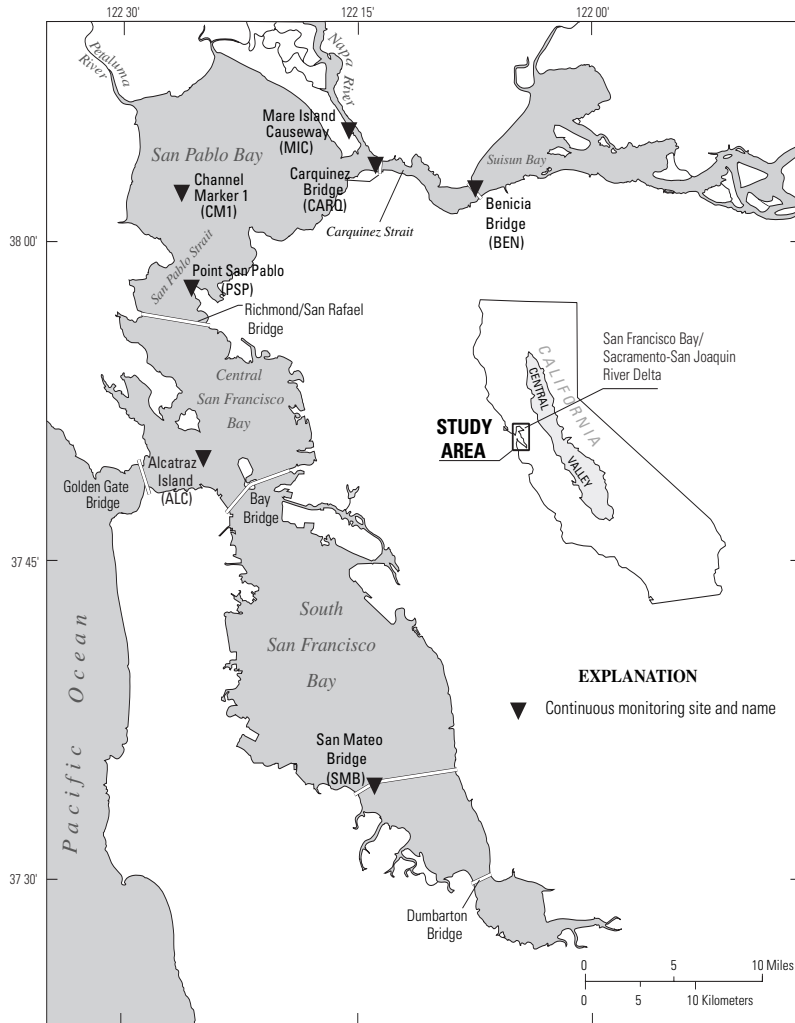 122 30'
122 15'
122 00'
Petaluma
River
Napa River
Mare Island
Causeway
(MIC)
San Pablo Bay
Suisun Bay
Channel
Marker 1
(CM1)
Carquinez
Bridge
(CARQ)
Benicia
Bridge
(BEN)
Carquinez Strait
38 00'
San Pablo Strait
Point San Pablo
(PSP)
Richmond/San Rafael
Bridge
San Francisco Bay/
Sacramento-San Joaquin
River Delta
CALIFORNIA
CENTRAL
VALLEY
STUDY
AREA
Central
San Francisco
Bay
Alcatraz
Island
(ALC)
Golden Gate
Bridge
Bay
Bridge
37 45'
South
San Francisco
Bay
Pacific Ocean
EXPLANATION
Continuous monitoring site and name
San Mateo
Bridge
(SMB)
37 30'
Dumbarton
Bridge
0 5 10 Miles
0 5 10 Kilometers